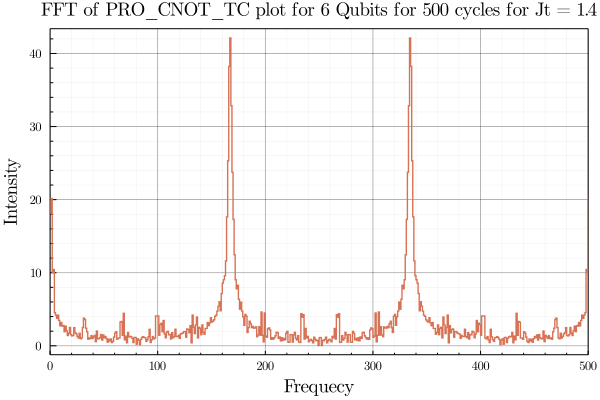 FFT of PRO_CNOT_TC plot for 6 Qubits for 500 cycles for Jt = 1.4
40
30
20
10
0
Intensity
0 100 200 300 400 500
Frequecy